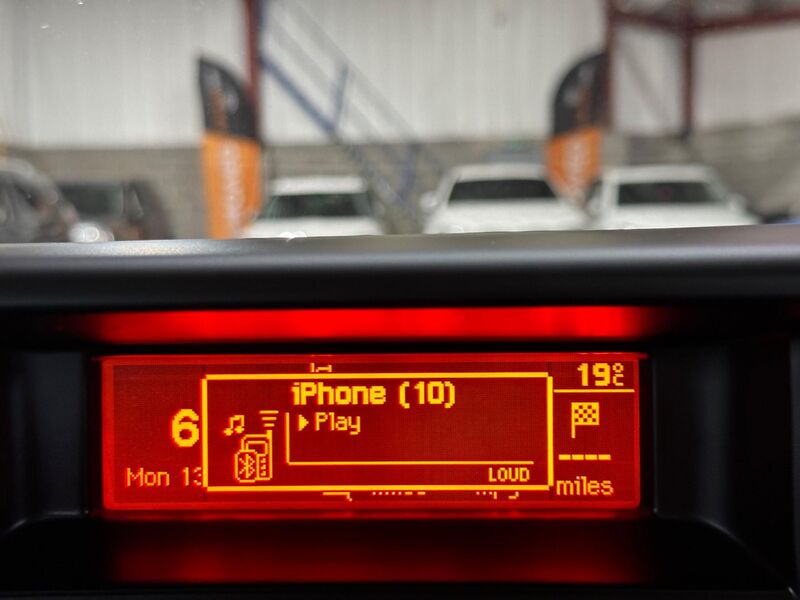 iPhone (10)
19°C
Play
6
Mon 13
LOUD
miles